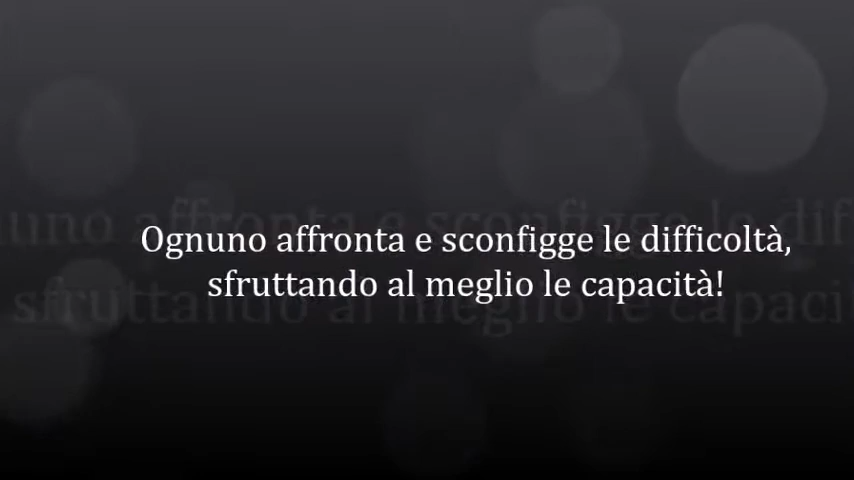 Ognuno affronta e sconfigge le difficoltà,
sfruttando al meglio le capacità!